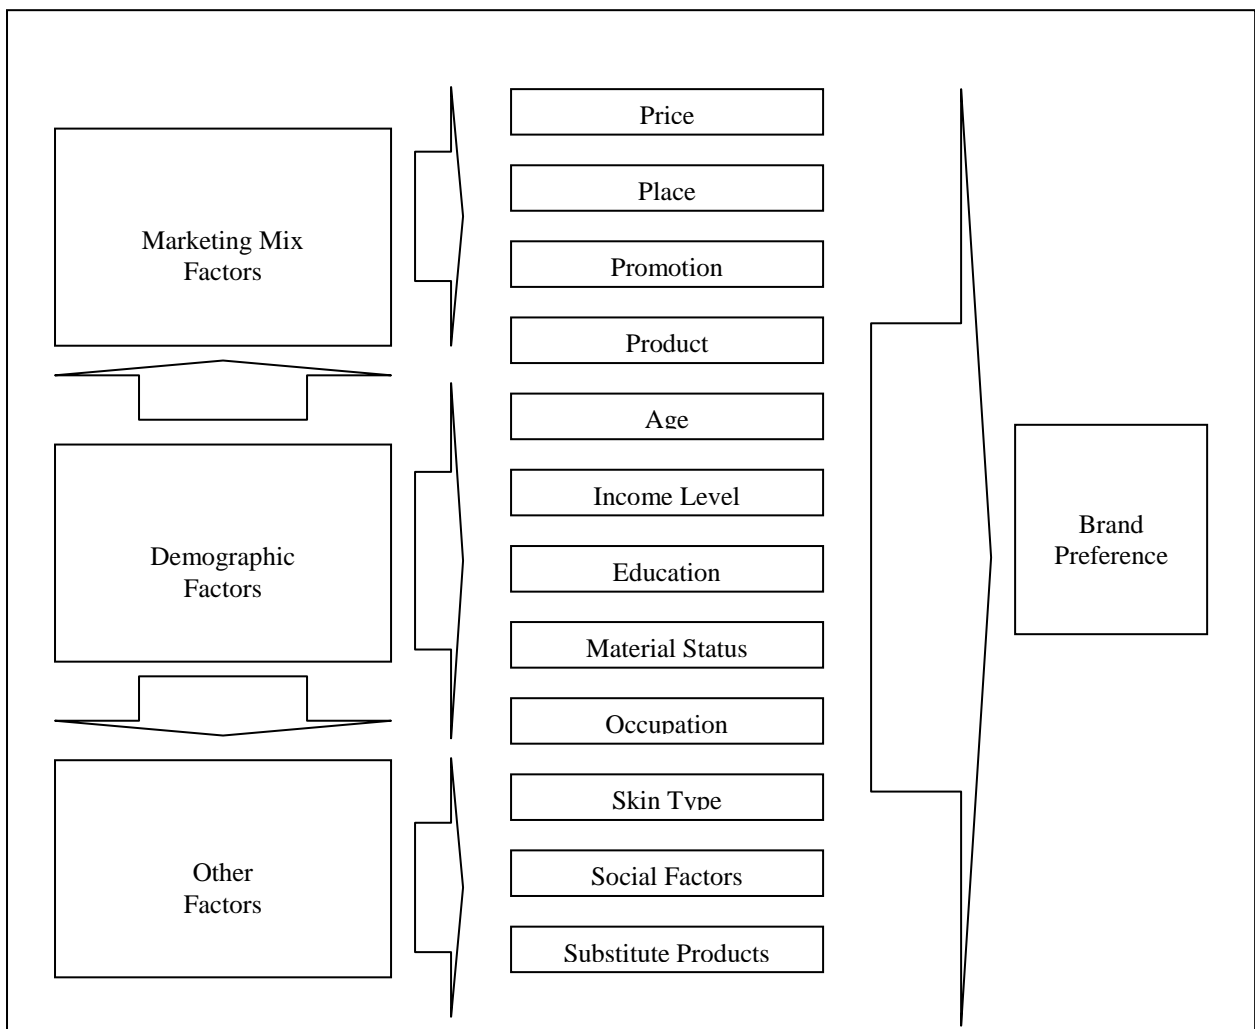 Marketing Mix
Factors
Demographic
Factors
Other
Factors
Price
Place
Promotion
Product
Age
Income Level
Education
Material Status
Occupation
Skin Type
Social Factors
Substitute Products
Brand
Preference